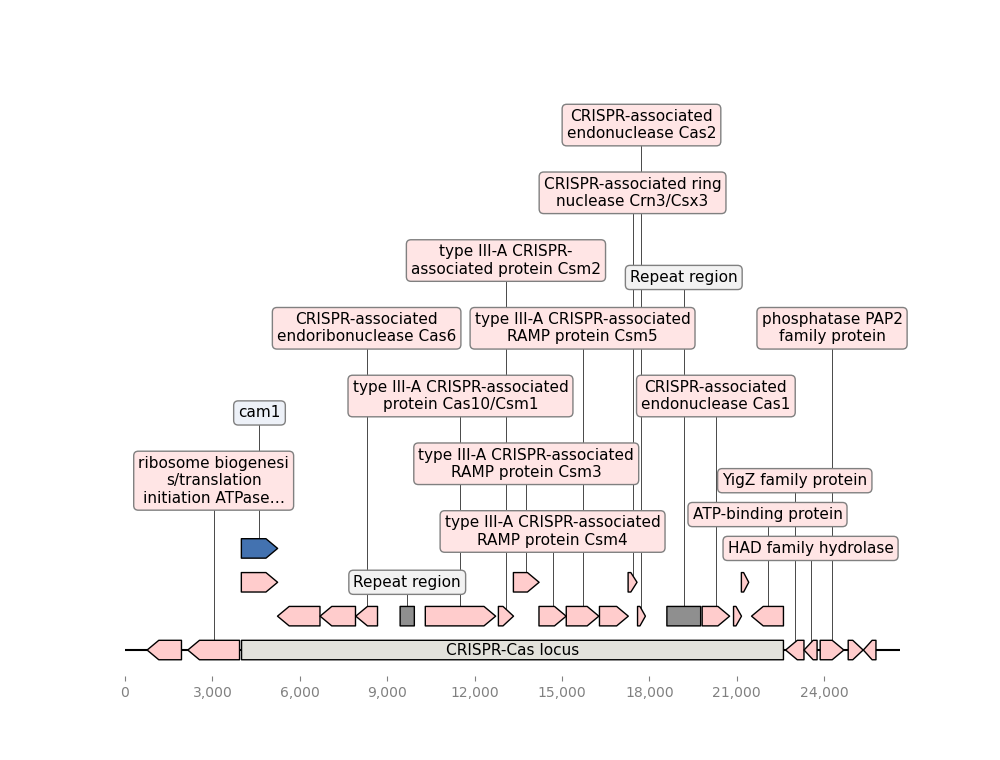 CRISPR-associated
endonuclease Cas2
CRISPR-associated ring
nuclease Crn3/Csx3
type III-A CRISPR-
associated protein Csm2
Repeat region
CRISPR-associated
endoribonuclease Cas6
type III-A CRISPR-associated
RAMP protein Csm5
phosphatase PAP2
family protein
type III-A CRISPR-associated
protein Cas10/Csm1
CRISPR-associated
endonuclease Cas1
cam1
type III-A CRISPR-associated
RAMP protein Csm3
ribosome biogenesi
s/translation
initiation ATPase...
YigZ family protein
ATP-binding protein
type III-A CRISPR-associated
RAMP protein Csm4
HAD family hydrolase
Repeat region
CRISPR-Cas locus
0 3,000 6,000 9,000 12,000 15,000 18,000 21,000 24,000